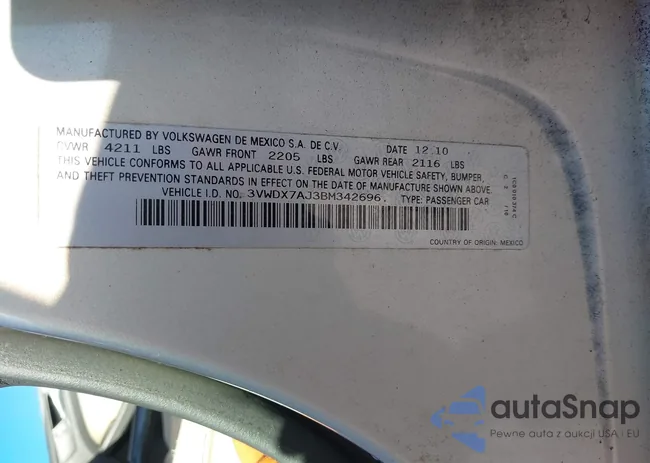 MANUFACTURED BY VOLKSWAGEN DE MEXICO S.A. DE C.V. DATE 12 10
GVWR 4211 LBS GAWR FRONT 2205 LBS GAWR REAR 2116 LBS
THIS VEHICLE CONFORMS TO ALL APPLICABLE U.S. FEDERAL MOTOR VEHICLE SAFETY, BUMPER,
AND THEFT PREVENTION STANDARDS IN EFFECT ON THE DATE OF MANUFACTURE SHOWN ABOVE.
VEHICLE I.D. NO. 3VWDX7AJ3BM342696. TYPE: PASSENGER CAR
COUNTRY OF ORIGIN: MEXICO
autoSnap
Pewne auta z aukcji USA i EU